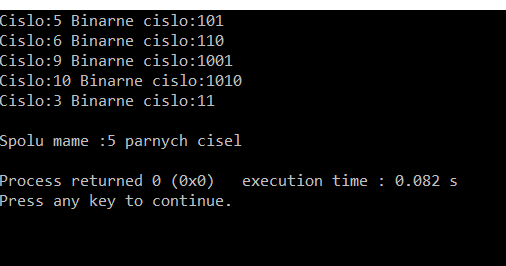 Cislo:5 Binarne cislo:101
Cislo:6 Binarne cislo:110
Cislo:9 Binarne cislo:1001
Cislo:10 Binarne cislo:1010
Cislo:3 Binarne cislo:11
Spolu mame :5 parnych cisel
Process returned 0 (0x0)   execution time : 0.082 s
Press any key to continue.